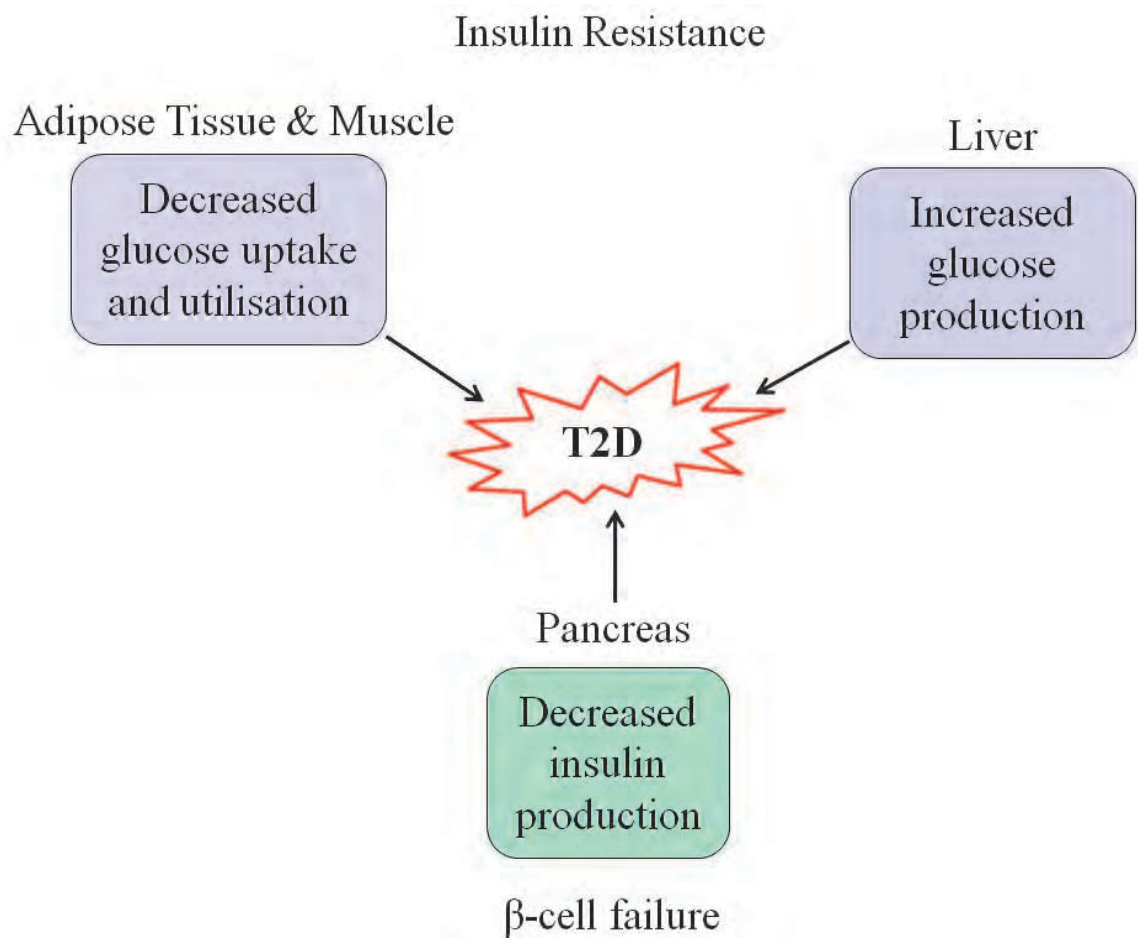 Insulin Resistance
Adipose Tissue & Muscle
Decreased
glucose uptake
and utilisation
Liver
Increased
glucose
production
T2D
Pancreas
Decreased
insulin
production
β-cell failure